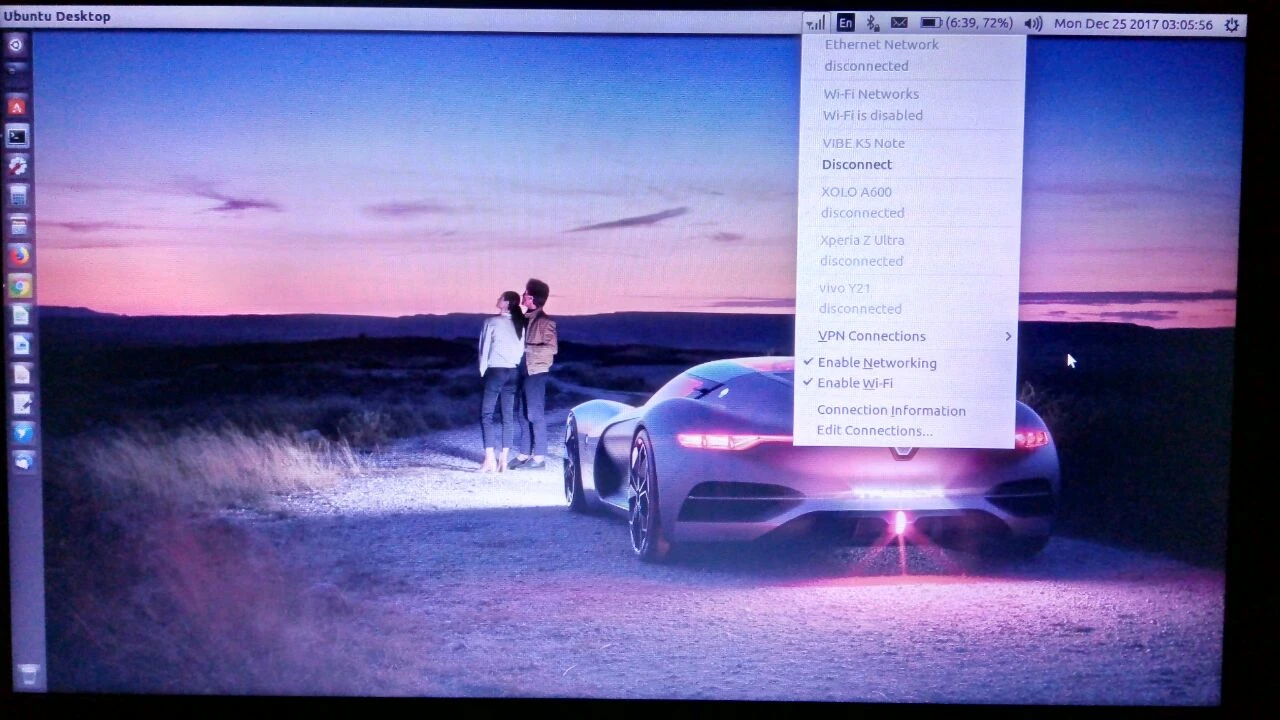 Ubuntu Desktop
En
(6:39, 72%)
Mon Dec 25 2017 03:05:56
Ethernet Network
disconnected
Wi-Fi Networks
Wi-Fi is disabled
VIBE K5 Note
Disconnect
XOLO A600
disconnected
Xperia Z Ultra
disconnected
vivo Y21
disconnected
VPN Connections
Enable Networking
Enable Wi-Fi
Connection Information
Edit Connections...